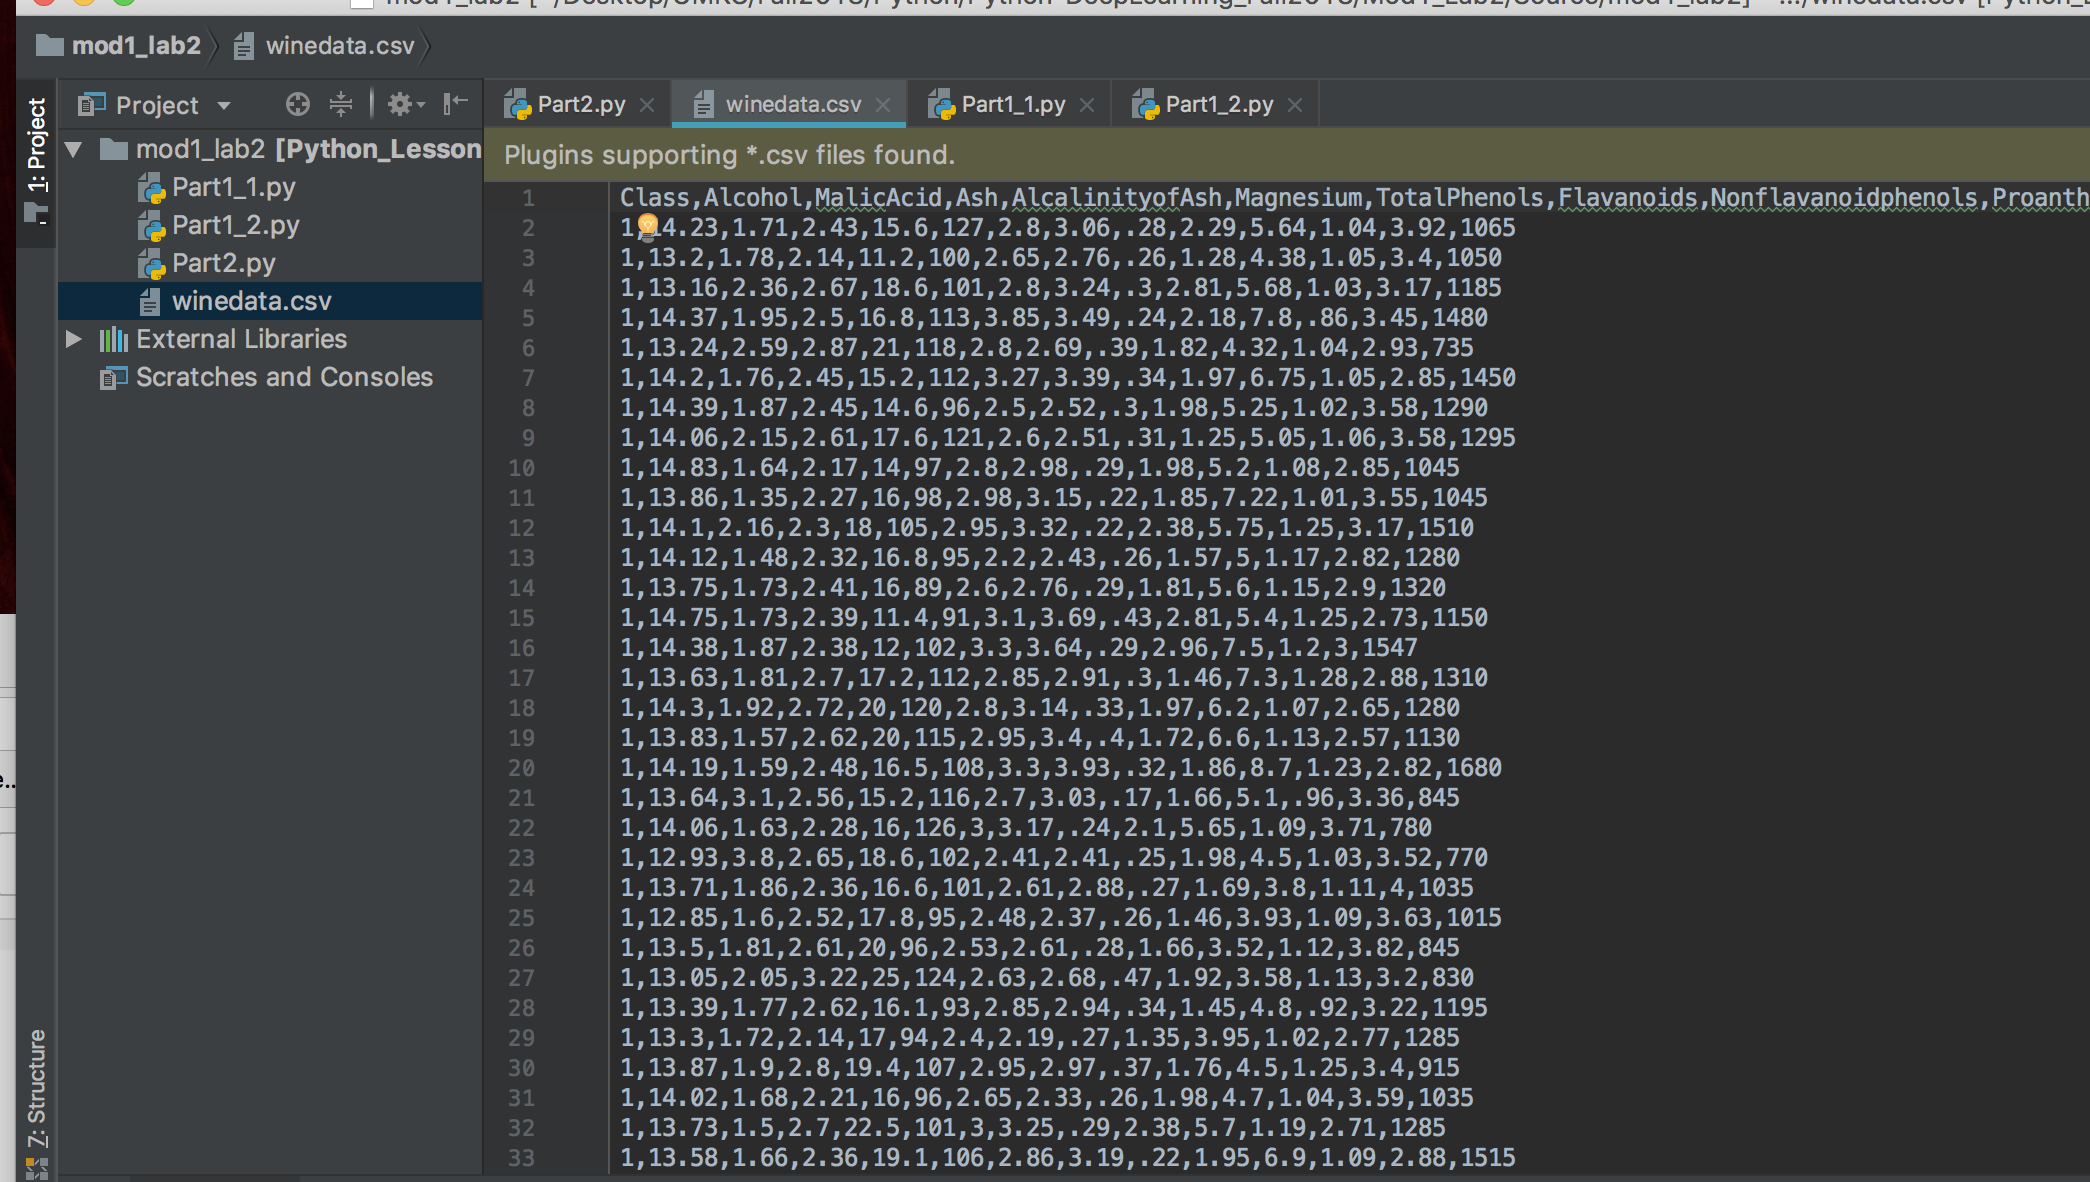 mod1_lab2 winedata.csv
Project
Part2.py
winedata.csv
Part1_1.py
Part1_2.py
1: Project
mod1_lab2 [Python_Lesson
Part1_1.py
Part1_2.py
Part2.py
winedata.csv
External Libraries
Scratches and Consoles
7: Structure
Plugins supporting *.csv files found.
1 Class,Alcohol,MalicAcid,Ash,AlcalinityofAsh,Magnesium,TotalPhenols,Flavanoids,Nonflavanoidphenols,Proanth
2 1,14.23,1.71,2.43,15.6,127,2.8,3.06,.28,2.29,5.64,1.04,3.92,1065
3 1,13.2,1.78,2.14,11.2,100,2.65,2.76,.26,1.28,4.38,1.05,3.4,1050
4 1,13.16,2.36,2.67,18.6,101,2.8,3.24,.3,2.81,5.68,1.03,3.17,1185
5 1,14.37,1.95,2.5,16.8,113,3.85,3.49,.24,2.18,7.8,.86,3.45,1480
6 1,13.24,2.59,2.87,21,118,2.8,2.69,.39,1.82,4.32,1.04,2.93,735
7 1,14.2,1.76,2.45,15.2,112,3.27,3.39,.34,1.97,6.75,1.05,2.85,1450
8 1,14.39,1.87,2.45,14.6,96,2.5,2.52,.3,1.98,5.25,1.02,3.58,1290
9 1,14.06,2.15,2.61,17.6,121,2.6,2.51,.31,1.25,5.05,1.06,3.58,1295
10 1,14.83,1.64,2.17,14,97,2.8,2.98,.29,1.98,5.2,1.08,2.85,1045
11 1,13.86,1.35,2.27,16,98,2.98,3.15,.22,1.85,7.22,1.01,3.55,1045
12 1,14.1,2.16,2.3,18,105,2.95,3.32,.22,2.38,5.75,1.25,3.17,1510
13 1,14.12,1.48,2.32,16.8,95,2.2,2.43,.26,1.57,5,1.17,2.82,1280
14 1,13.75,1.73,2.41,16,89,2.6,2.76,.29,1.81,5.6,1.15,2.9,1320
15 1,14.75,1.73,2.39,11.4,91,3.1,3.69,.43,2.81,5.4,1.25,2.73,1150
16 1,14.38,1.87,2.38,12,102,3.3,3.64,.29,2.96,7.5,1.2,3,1547
17 1,13.63,1.81,2.7,17.2,112,2.85,2.91,.3,1.46,7.3,1.28,2.88,1310
18 1,14.3,1.92,2.72,20,120,2.8,3.14,.33,1.97,6.2,1.07,2.65,1280
19 1,13.83,1.57,2.62,20,115,2.95,3.4,.4,1.72,6.6,1.13,2.57,1130
20 1,14.19,1.59,2.48,16.5,108,3.3,3.93,.32,1.86,8.7,1.23,2.82,1680
21 1,13.64,3.1,2.56,15.2,116,2.7,3.03,.17,1.66,5.1,.96,3.36,845
22 1,14.06,1.63,2.28,16,126,3,3.17,.24,2.1,5.65,1.09,3.71,780
23 1,12.93,3.8,2.65,18.6,102,2.41,2.41,.25,1.98,4.5,1.03,3.52,770
24 1,13.71,1.86,2.36,16.6,101,2.61,2.88,.27,1.69,3.8,1.11,4,1035
25 1,12.85,1.6,2.52,17.8,95,2.48,2.37,.26,1.46,3.93,1.09,3.63,1015
26 1,13.5,1.81,2.61,20,96,2.53,2.61,.28,1.66,3.52,1.12,3.82,845
27 1,13.05,2.05,3.22,25,124,2.63,2.68,.47,1.92,3.58,1.13,3.2,830
28 1,13.39,1.77,2.62,16.1,93,2.85,2.94,.34,1.45,4.8,.92,3.22,1195
29 1,13.3,1.72,2.14,17,94,2.4,2.19,.27,1.35,3.95,1.02,2.77,1285
30 1,13.87,1.9,2.8,19.4,107,2.95,2.97,.37,1.76,4.5,1.25,3.4,915
31 1,14.02,1.68,2.21,16,96,2.65,2.33,.26,1.98,4.7,1.04,3.59,1035
32 1,13.73,1.5,2.7,22.5,101,3,3.25,.29,2.38,5.7,1.19,2.71,1285
33 1,13.58,1.66,2.36,19.1,106,2.86,3.19,.22,1.95,6.9,1.09,2.88,1515